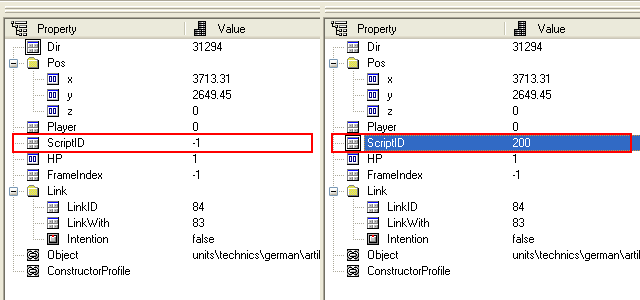 Property Value
Dir 31294
Pos
x 3713.31
y 2649.45
z 0
Player 0
ScriptID -1
HP 1
FrameIndex -1
Link
LinkID 84
LinkWith 83
Intention false
Object units\technics\german\artil
ConstructorProfile
Property Value
Dir 31294
Pos
x 3713.31
y 2649.45
z 0
Player 0
ScriptID 200
HP 1
FrameIndex -1
Link
LinkID 84
LinkWith 83
Intention false
Object units\technics\german\artil
ConstructorProfile